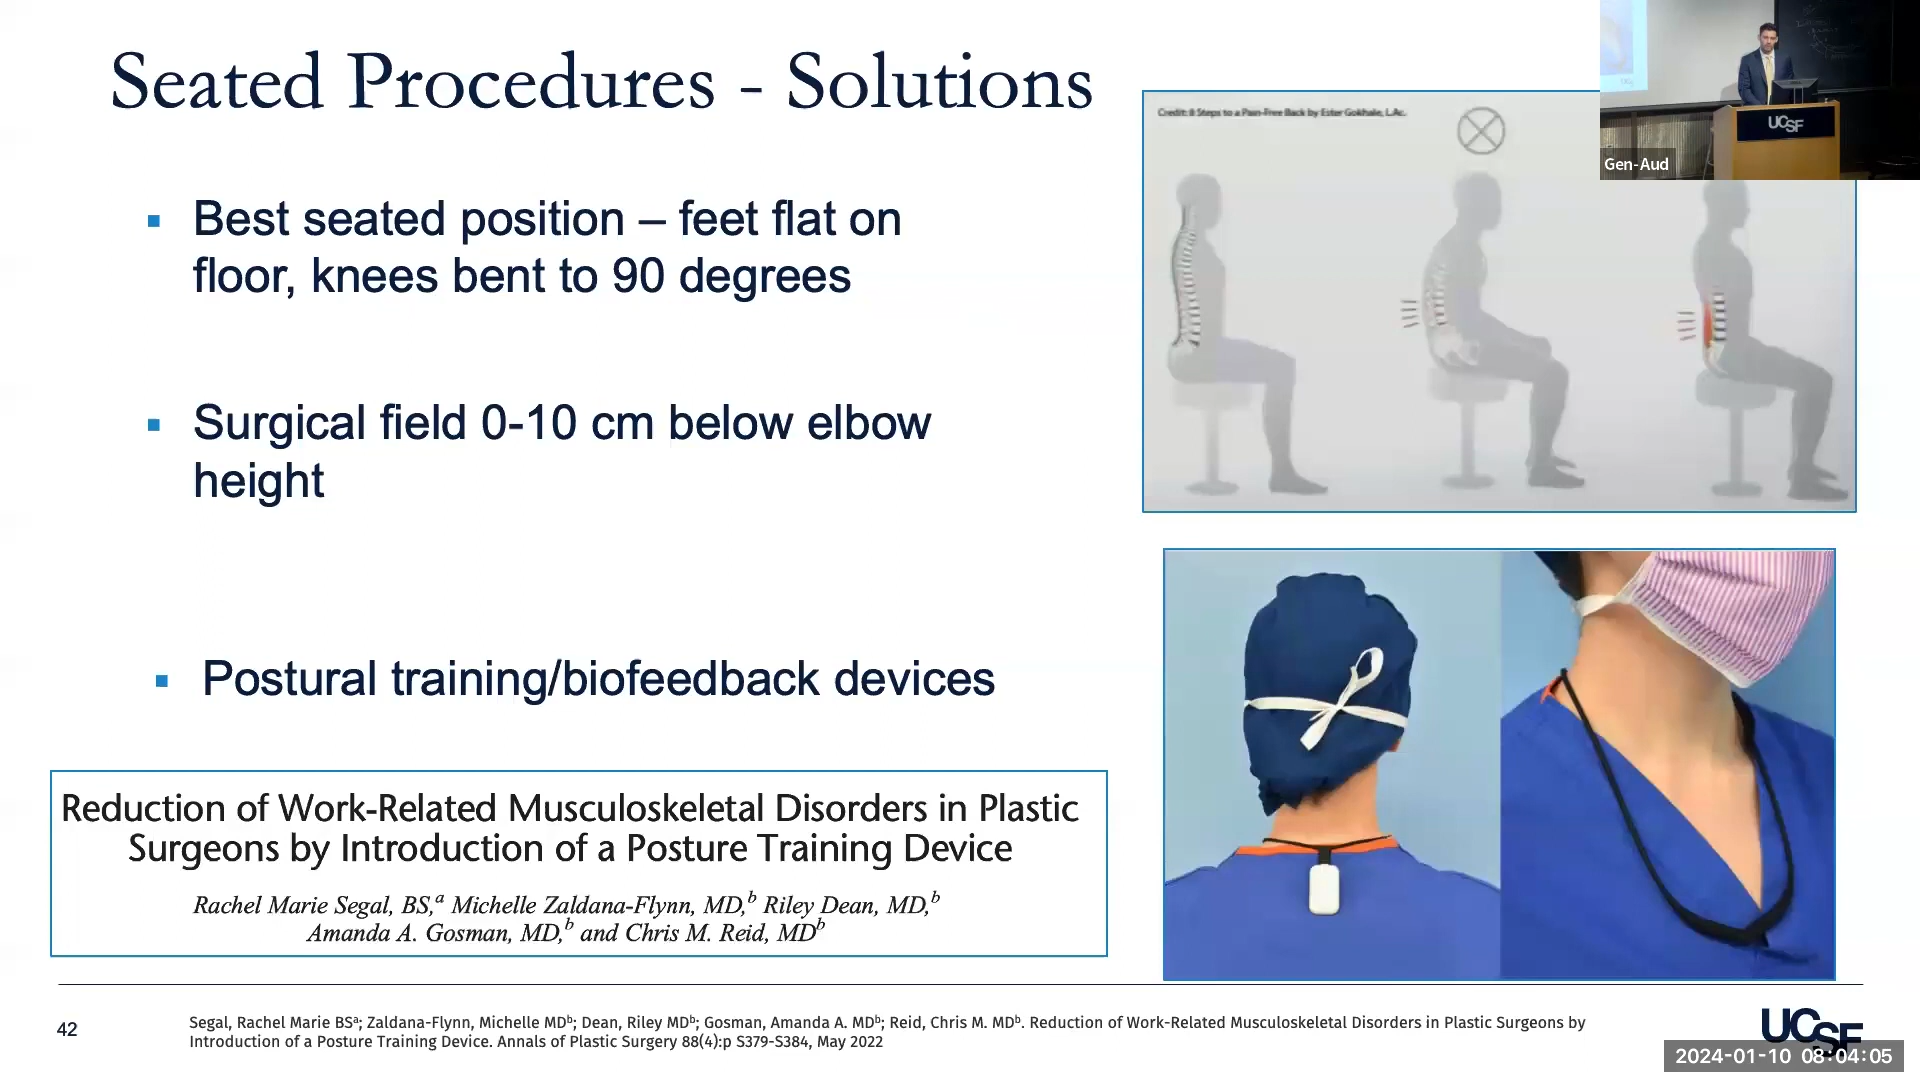 Seated Procedures - Solutions
Credit: 8 Steps to a Pain-Free Back by Ester Gokhale, L.Ac.
UCSF
Gen-Aud
▪ Best seated position – feet flat on
floor, knees bent to 90 degrees
▪ Surgical field 0-10 cm below elbow
height
▪ Postural training/biofeedback devices
Reduction of Work-Related Musculoskeletal Disorders in Plastic
Surgeons by Introduction of a Posture Training Device
Rachel Marie Segal, BS,ᵃ Michelle Zaldana-Flynn, MD,ᵇ Riley Dean, MD,ᵇ
Amanda A. Gosman, MD,ᵇ and Chris M. Reid, MDᵇ
42
Segal, Rachel Marie BSᵃ; Zaldana-Flynn, Michelle MDᵇ; Dean, Riley MDᵇ; Gosman, Amanda A. MDᵇ; Reid, Chris M. MDᵇ. Reduction of Work-Related Musculoskeletal Disorders in Plastic Surgeons by
Introduction of a Posture Training Device. Annals of Plastic Surgery 88(4):p S379-S384, May 2022
UCSF
2024-01-10 08:04:05